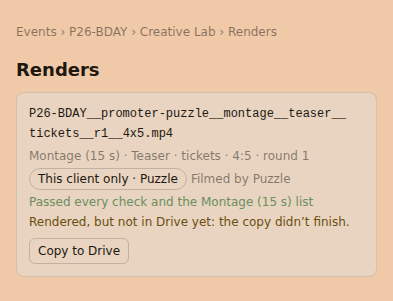 Events › P26-BDAY › Creative Lab › Renders
Renders
P26-BDAY__promoter-puzzle__montage__teaser__
tickets__r1__4x5.mp4
Montage (15 s) · Teaser · tickets · 4:5 · round 1
This client only · Puzzle Filmed by Puzzle
Passed every check and the Montage (15 s) list
Rendered, but not in Drive yet: the copy didn’t finish.
Copy to Drive